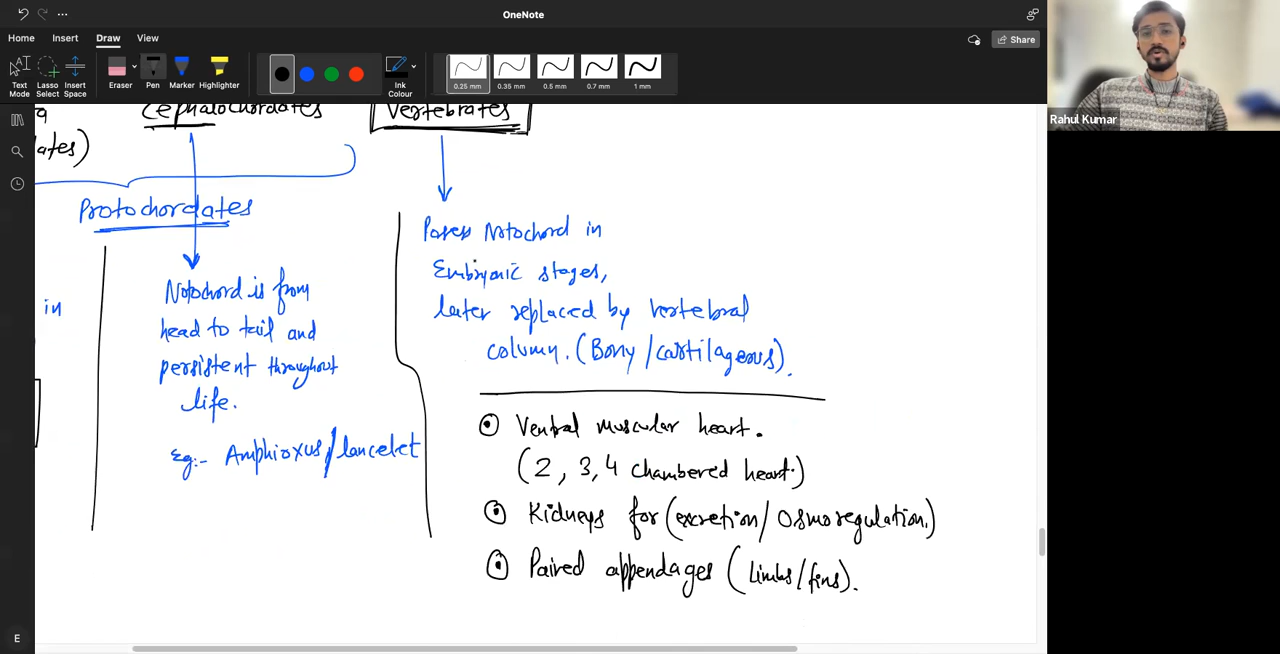 OneNote
Home Insert Draw View
Share
Text Mode
Lasso Select
Insert Space
Eraser
Pen
Marker
Highlighter
Ink Colour
0.25 mm
0.35 mm
0.5 mm
0.7 mm
1 mm
Rahul Kumar
Cephalochordates
Vertebrates
ates)
Protochordates
in
Notochord is from
head to tail and
persistent throughout
life.
Eg:- Amphioxus/lancelet
Notochord in
Embryonic stages,
later replaced by vertebral
column. (Bony/cartilageous).
Ventral muscular heart.
(2, 3, 4 chambered heart.)
Kidneys for (excretion/Osmoregulation.)
Paired appendages (Limbs/fins).
E